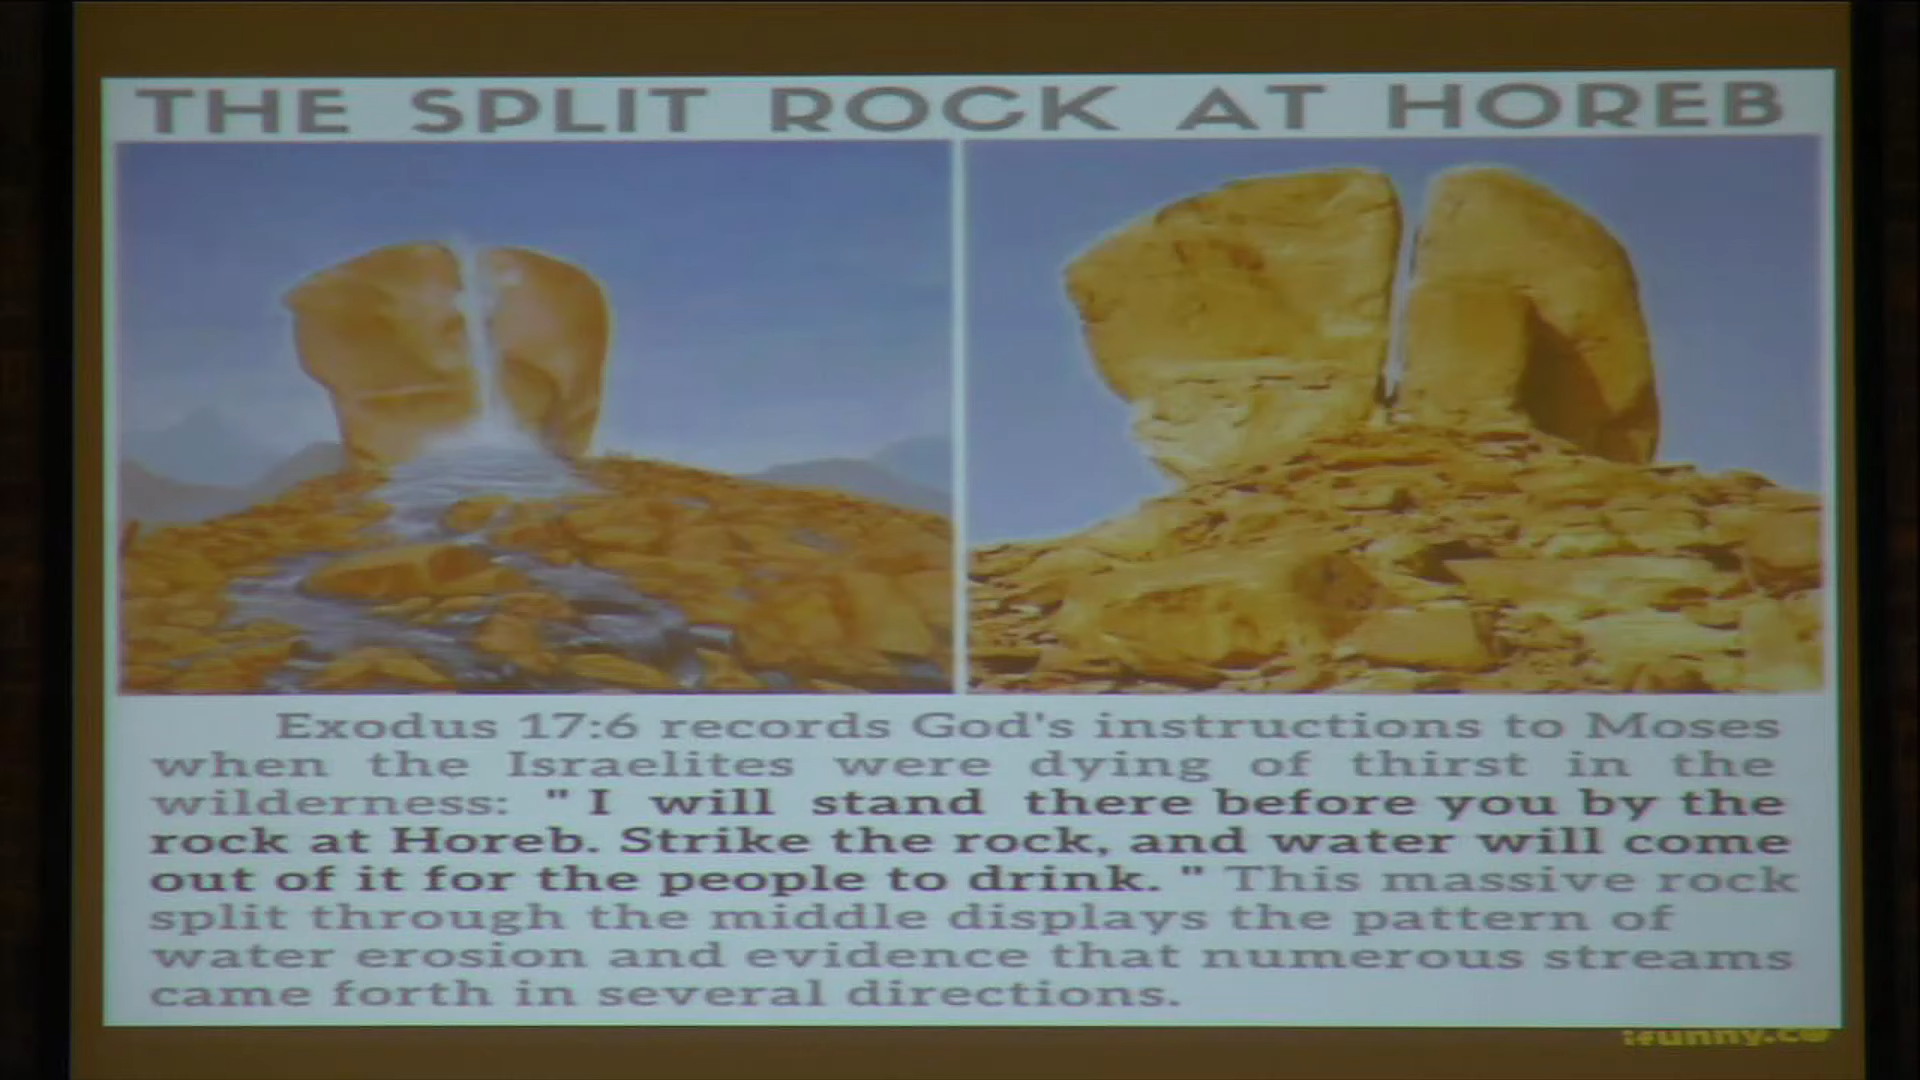 THE SPLIT ROCK AT HOREB
Exodus 17:6 records God's instructions to Moses
when the Israelites were dying of thirst in the
wilderness: "I will stand there before you by the
rock at Horeb. Strike the rock, and water will come
out of it for the people to drink. " This massive rock
split through the middle displays the pattern of
water erosion and evidence that numerous streams
came forth in several directions.
ifunny.co